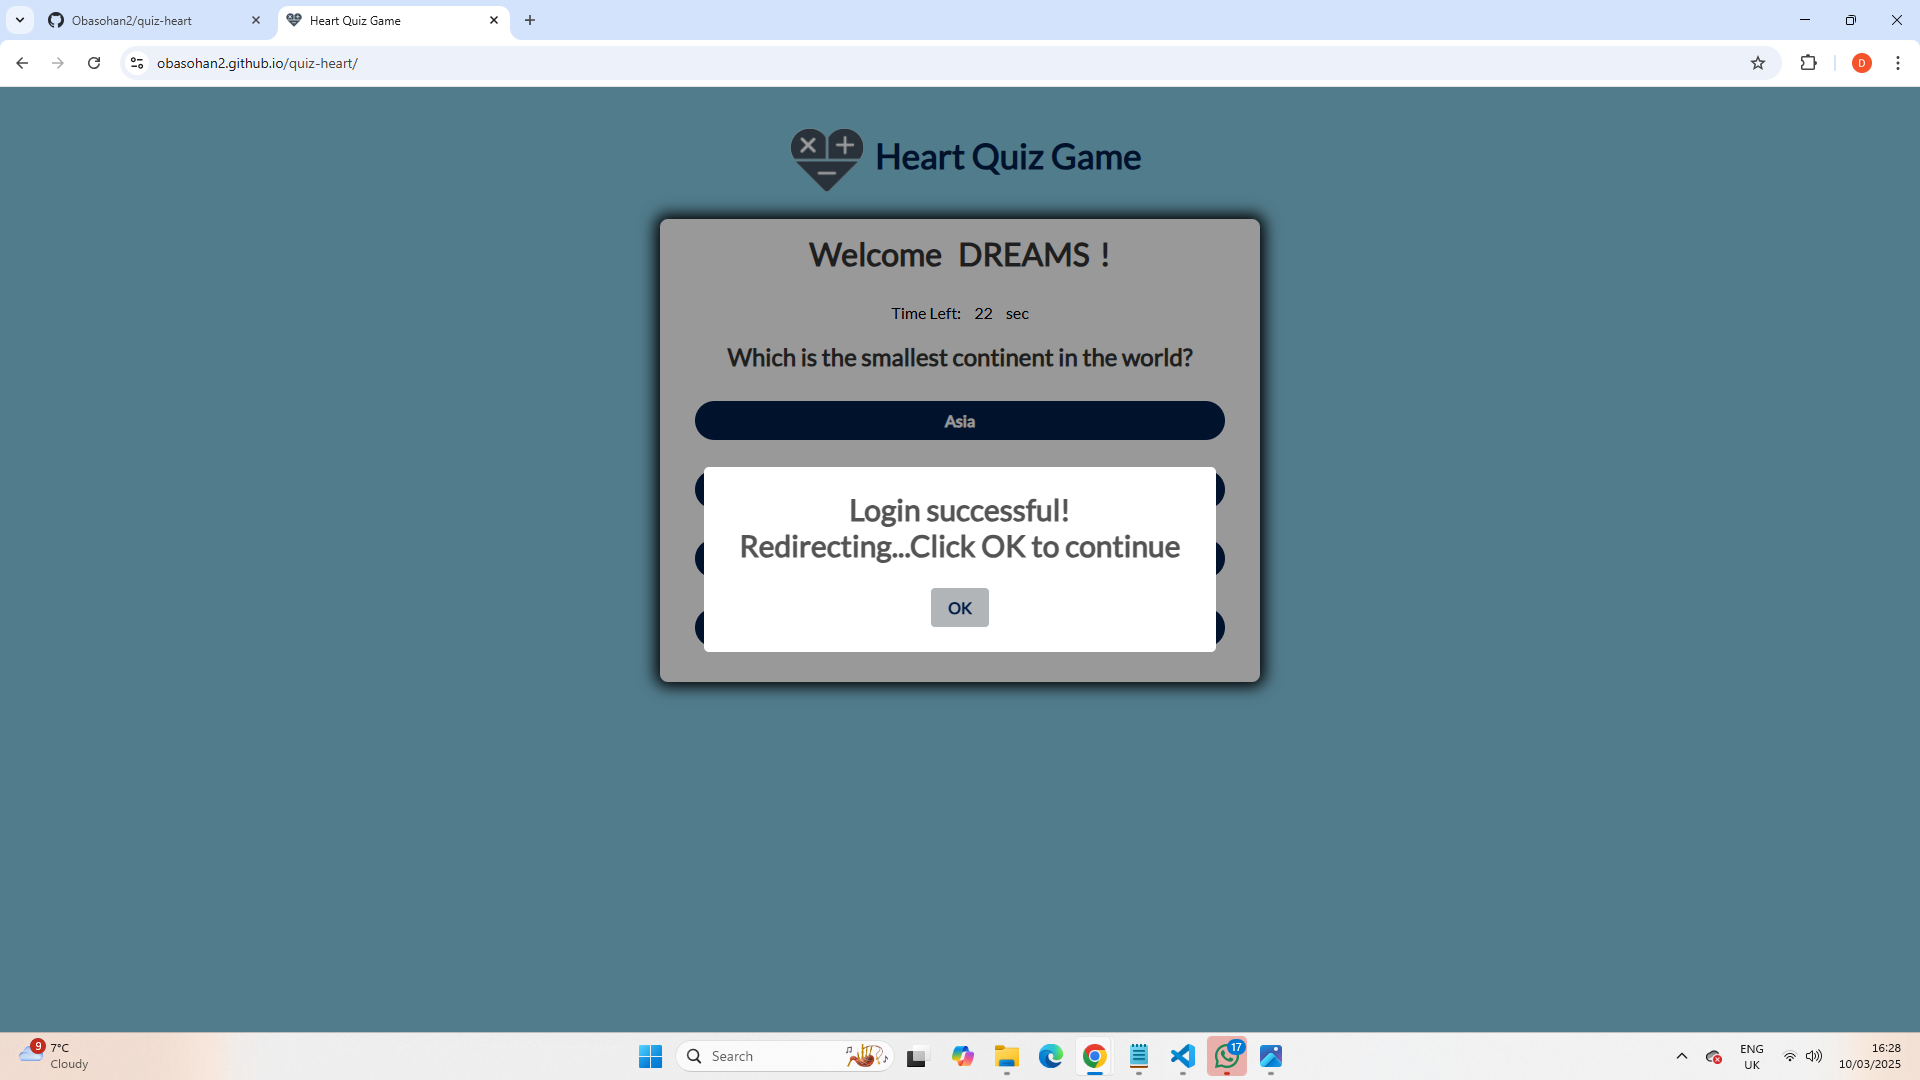 Obasohan2/quiz-heart
Heart Quiz Game
obasohan2.github.io/quiz-heart/
D
Heart Quiz Game
Welcome DREAMS !
Time Left: 22 sec
Which is the smallest continent in the world?
Asia
Login successful!
Redirecting...Click OK to continue
OK
9
7°C
Cloudy
Search
17
ENG
UK
16:28
10/03/2025